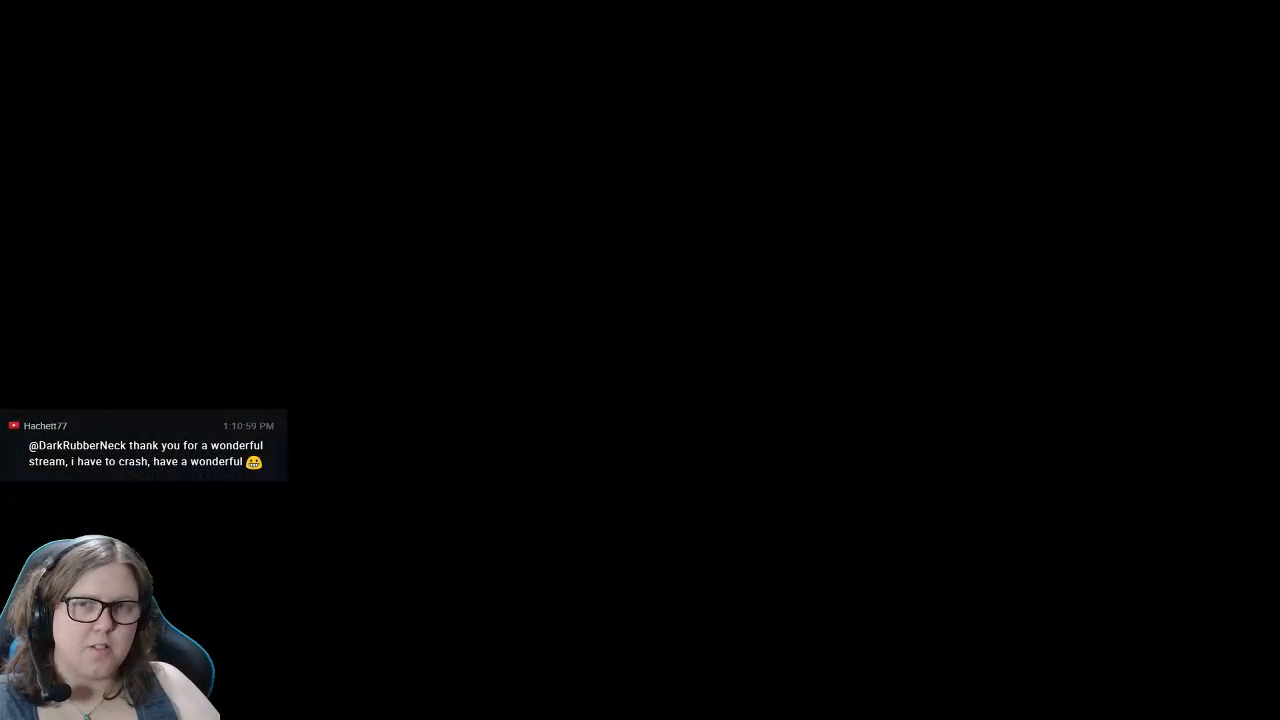 Hachett77 1:10:59 PM
@DarkRubberNeck thank you for a wonderful
stream, i have to crash, have a wonderful 😬